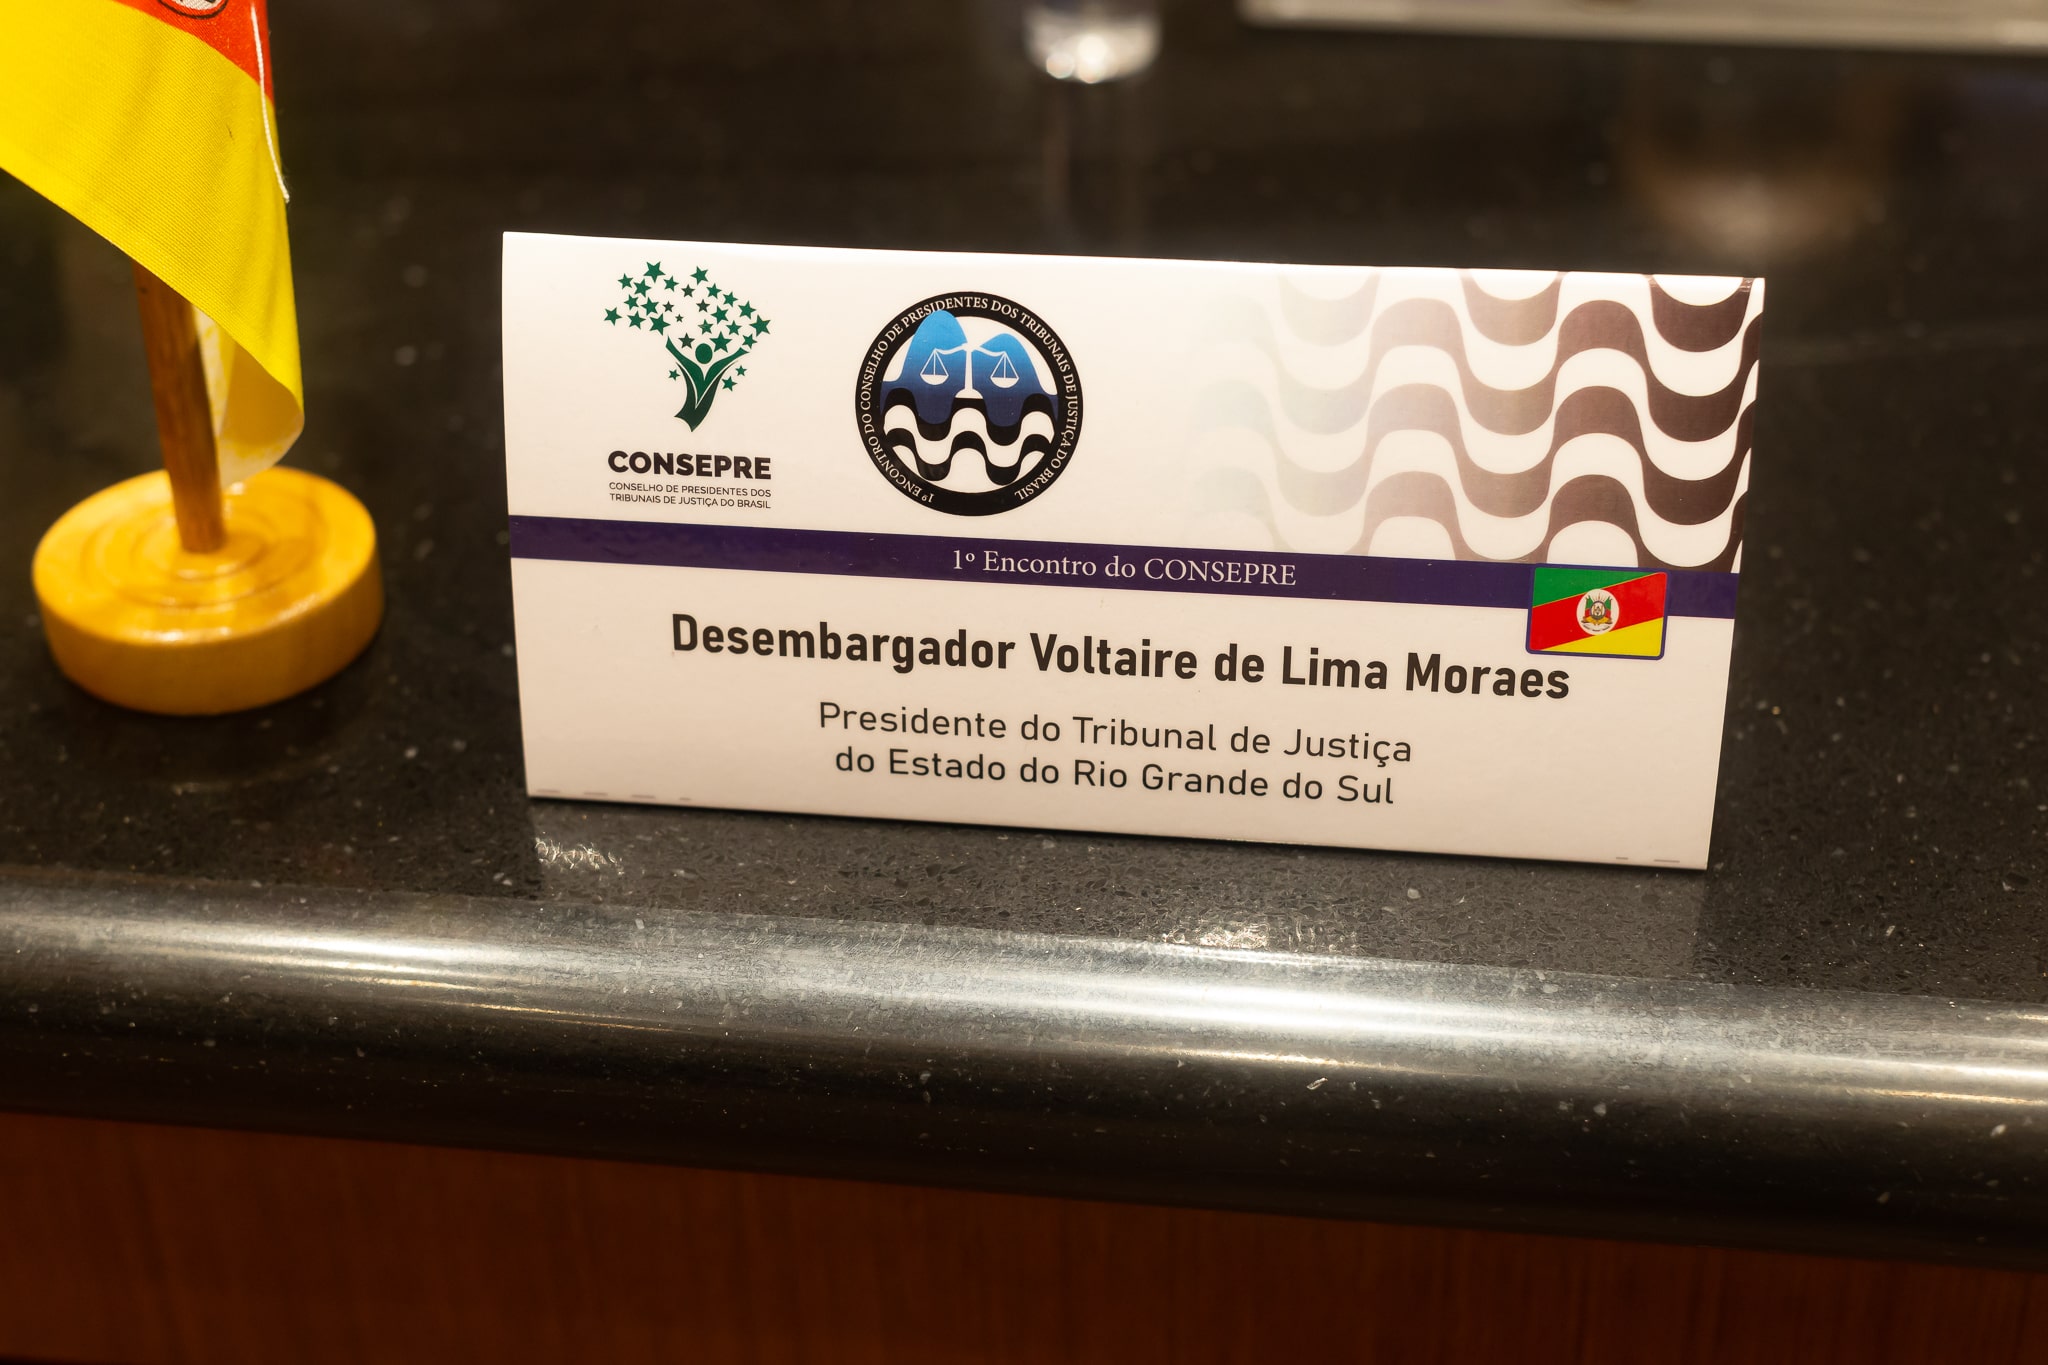 CONSEPRE
CONSELHO DE PRESIDENTES DOS
TRIBUNAIS DE JUSTIÇA DO BRASIL
1º ENCONTRO DO CONSELHO DE PRESIDENTES DOS TRIBUNAIS DE JUSTIÇA DO BRASIL
1º Encontro do CONSEPRE
Desembargador Voltaire de Lima Moraes
Presidente do Tribunal de Justiça
do Estado do Rio Grande do Sul